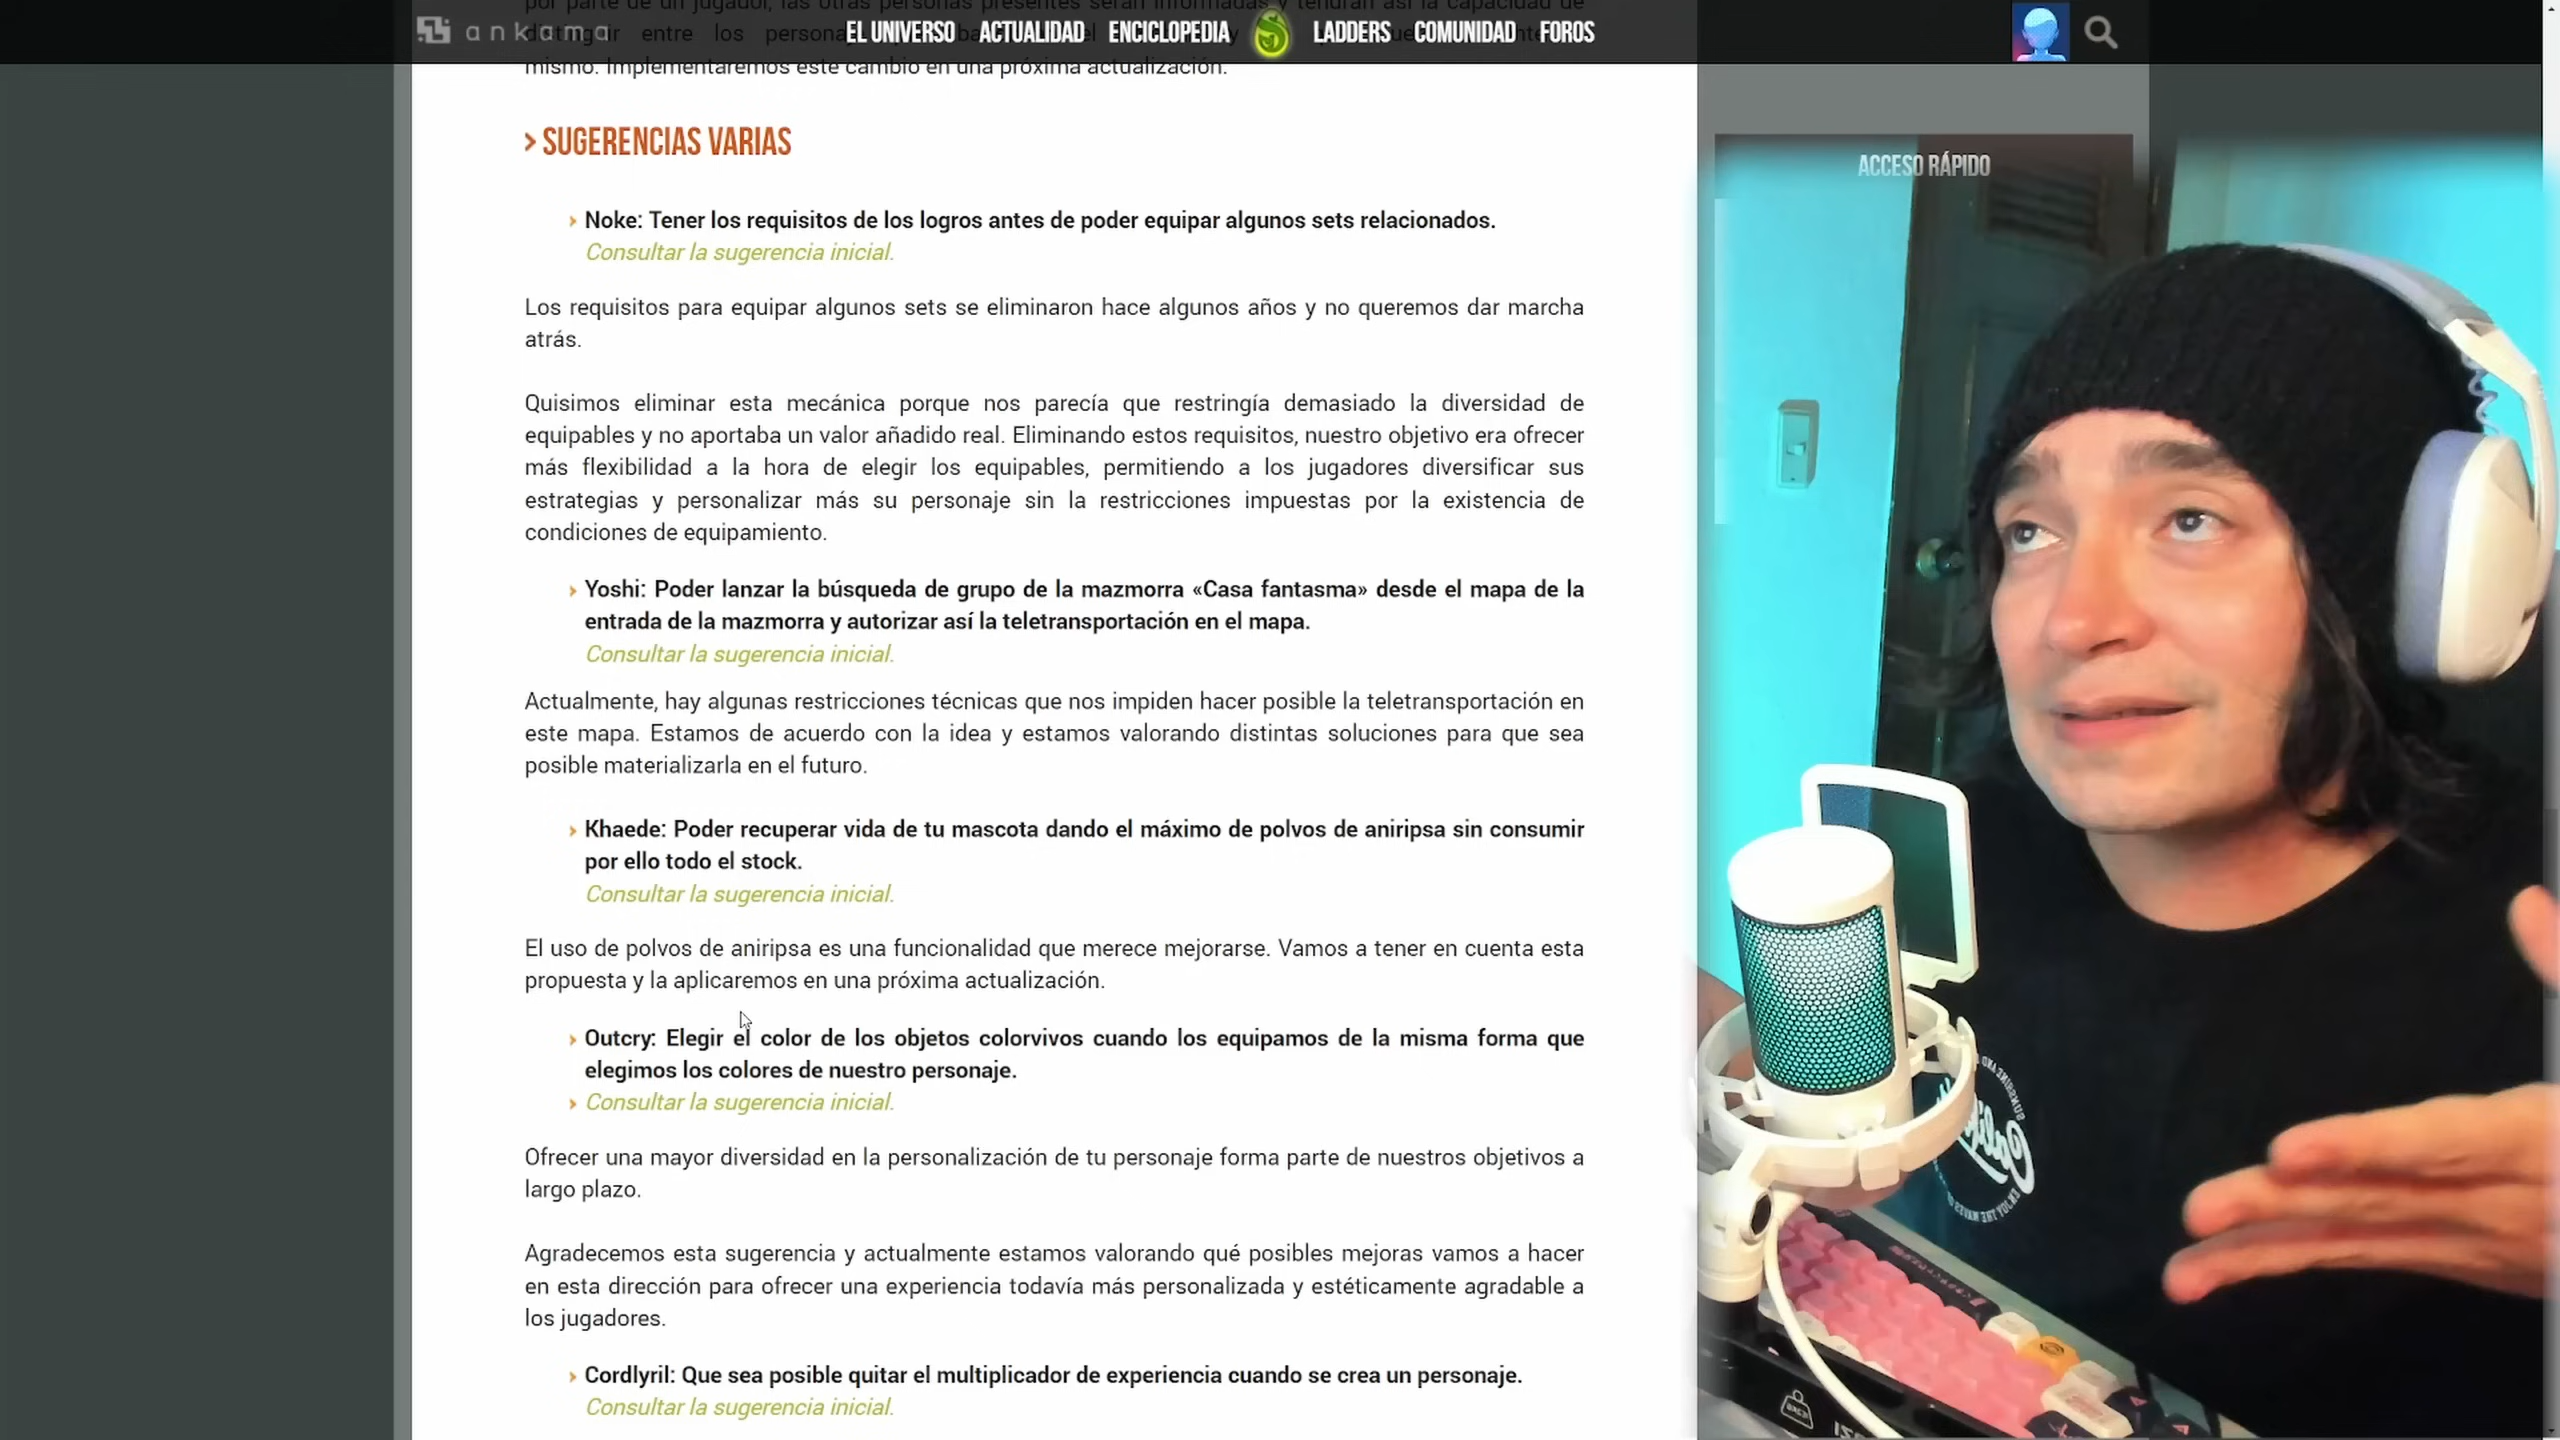 ankama EL UNIVERSO ACTUALIDAD ENCICLOPEDIA LADDERS COMUNIDAD FOROS
mismo. Implementaremos este cambio en una próxima actualización.
> SUGERENCIAS VARIAS
ACCESO RÁPIDO
› Noke: Tener los requisitos de los logros antes de poder equipar algunos sets relacionados.
Consultar la sugerencia inicial.
Los requisitos para equipar algunos sets se eliminaron hace algunos años y no queremos dar marcha
atrás.
Quisimos eliminar esta mecánica porque nos parecía que restringía demasiado la diversidad de
equipables y no aportaba un valor añadido real. Eliminando estos requisitos, nuestro objetivo era ofrecer
más flexibilidad a la hora de elegir los equipables, permitiendo a los jugadores diversificar sus
estrategias y personalizar más su personaje sin la restricciones impuestas por la existencia de
condiciones de equipamiento.
› Yoshi: Poder lanzar la búsqueda de grupo de la mazmorra «Casa fantasma» desde el mapa de la
entrada de la mazmorra y autorizar así la teletransportación en el mapa.
Consultar la sugerencia inicial.
Actualmente, hay algunas restricciones técnicas que nos impiden hacer posible la teletransportación en
este mapa. Estamos de acuerdo con la idea y estamos valorando distintas soluciones para que sea
posible materializarla en el futuro.
› Khaede: Poder recuperar vida de tu mascota dando el máximo de polvos de aniripsa sin consumir
por ello todo el stock.
Consultar la sugerencia inicial.
El uso de polvos de aniripsa es una funcionalidad que merece mejorarse. Vamos a tener en cuenta esta
propuesta y la aplicaremos en una próxima actualización.
› Outcry: Elegir el color de los objetos colorvivos cuando los equipamos de la misma forma que
elegimos los colores de nuestro personaje.
› Consultar la sugerencia inicial.
Ofrecer una mayor diversidad en la personalización de tu personaje forma parte de nuestros objetivos a
largo plazo.
Agradecemos esta sugerencia y actualmente estamos valorando qué posibles mejoras vamos a hacer
en esta dirección para ofrecer una experiencia todavía más personalizada y estéticamente agradable a
los jugadores.
› Cordlyril: Que sea posible quitar el multiplicador de experiencia cuando se crea un personaje.
Consultar la sugerencia inicial.